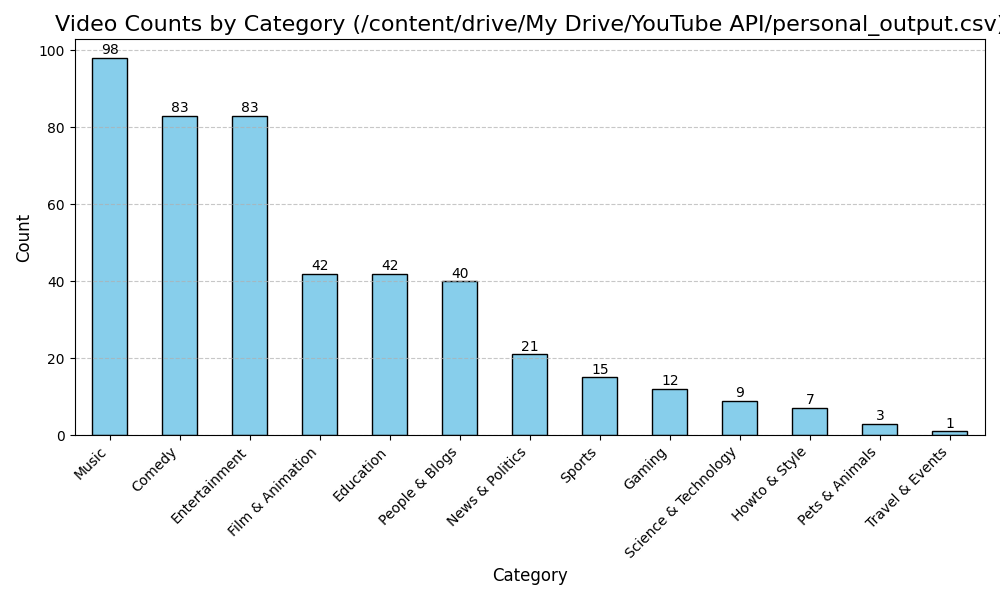 Video Counts by Category (/content/drive/My Drive/YouTube API/personal_output.csv)
Count
100
80
60
40
20
0
98
83
83
42
42
40
21
15
12
9
7
3
1
Music
Comedy
Entertainment
Film & Animation
Education
People & Blogs
News & Politics
Sports
Gaming
Science & Technology
Howto & Style
Pets & Animals
Travel & Events
Category